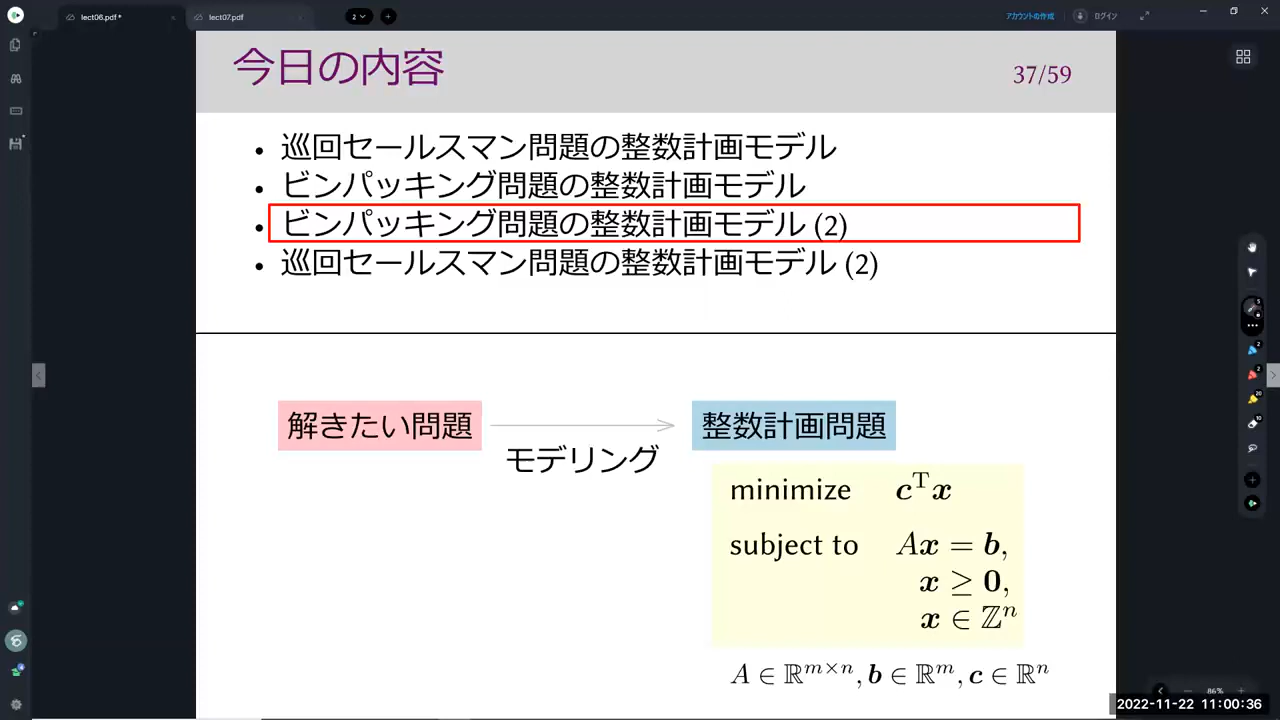 lect06.pdf *
lect07.pdf
2
アカウントの作成
ログイン
今日の内容
37/59
• 巡回セールスマン問題の整数計画モデル
• ビンパッキング問題の整数計画モデル
• ビンパッキング問題の整数計画モデル (2)
• 巡回セールスマン問題の整数計画モデル (2)
解きたい問題
モデリング
整数計画問題
minimize cᵀx
subject to Ax = b,
x ≥ 0,
x ∈ ℤⁿ
A ∈ ℝᵐˣⁿ, b ∈ ℝᵐ, c ∈ ℝⁿ
86%
2022-11-22 11:00:36